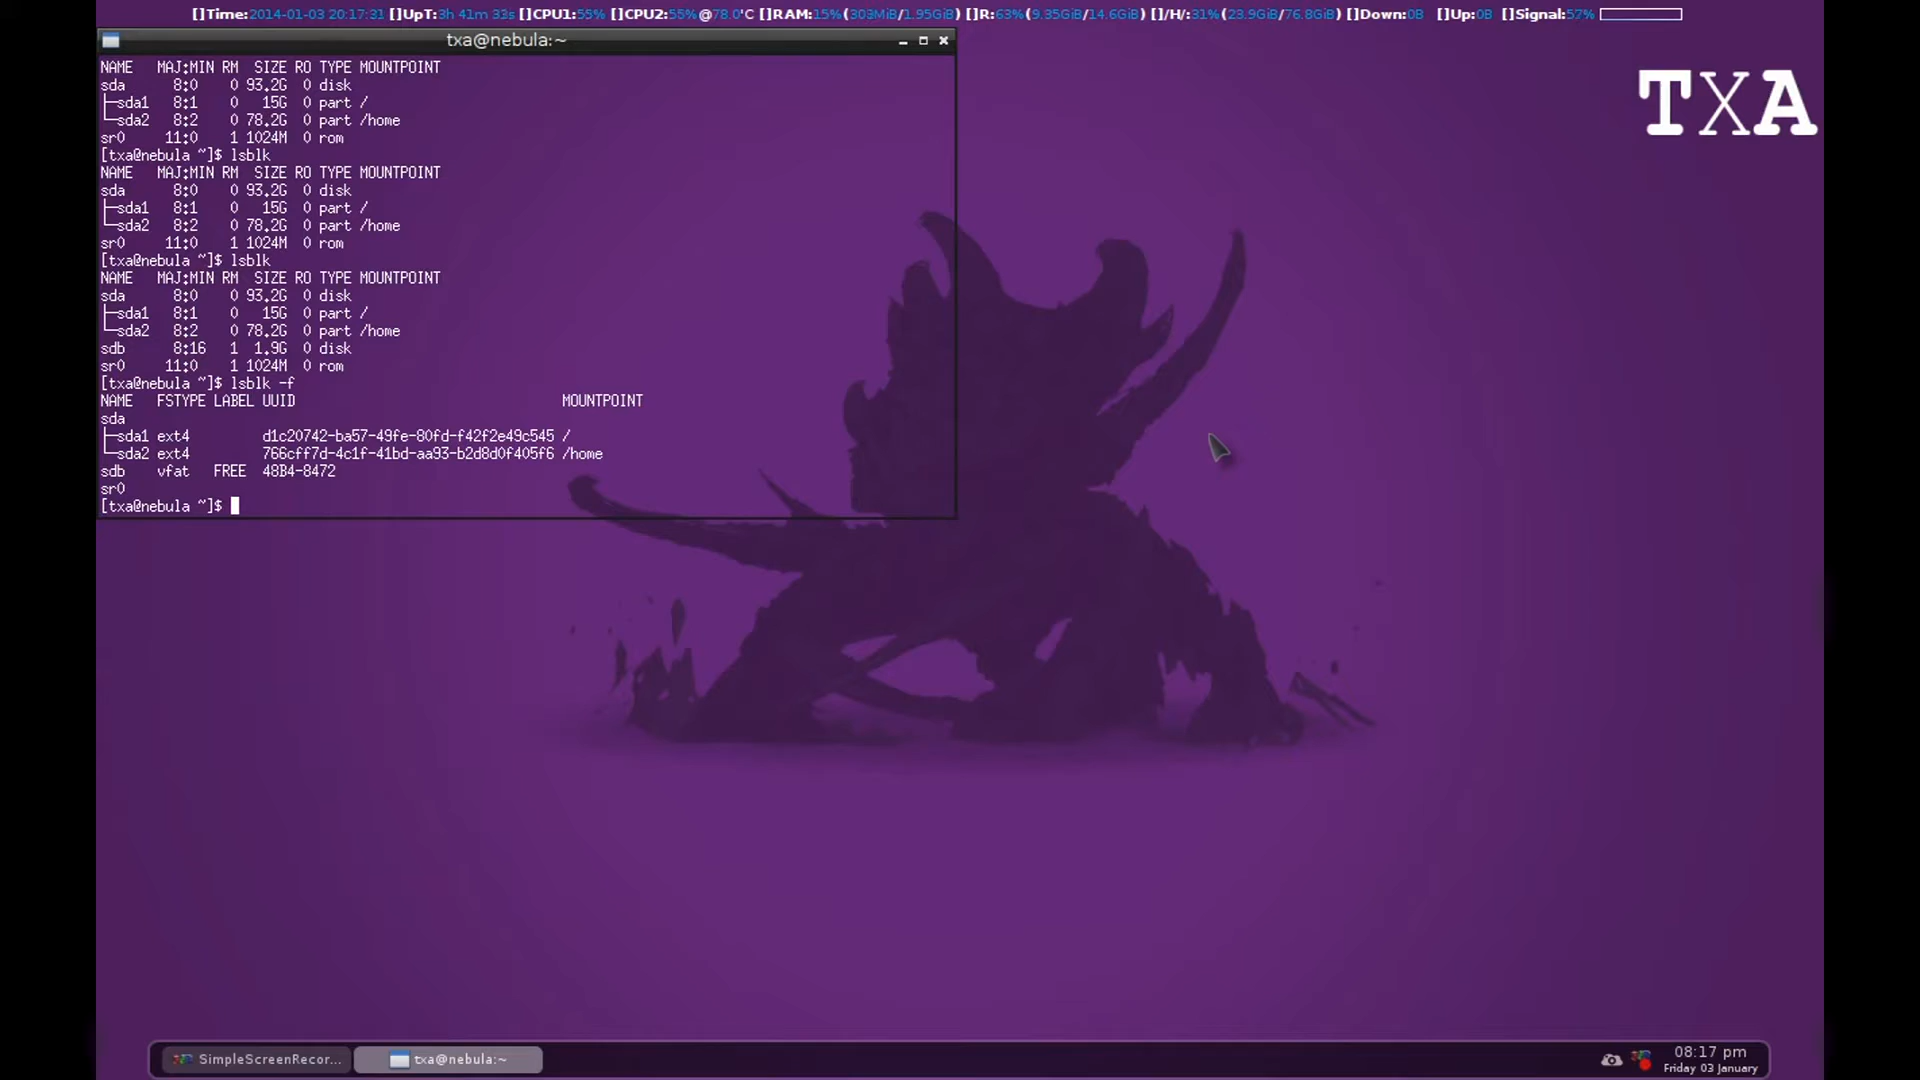 []Time:2014-01-03 20:17:31 []UpT:3h 41m 33s []CPU1:55% []CPU2:55%@78.0'C []RAM:15%(303MiB/1.95GiB) []R:63%(9.35GiB/14.6GiB) []/H/:31%(23.9GiB/76.8GiB) []Down:0B []Up:0B []Signal:57%
txa@nebula:~
TXA
NAME MAJ:MIN RM SIZE RO TYPE MOUNTPOINT
sda 8:0 0 93.2G 0 disk
├─sda1 8:1 0 15G 0 part /
└─sda2 8:2 0 78.2G 0 part /home
sr0 11:0 1 1024M 0 rom
[txa@nebula ~]$ lsblk
NAME MAJ:MIN RM SIZE RO TYPE MOUNTPOINT
sda 8:0 0 93.2G 0 disk
├─sda1 8:1 0 15G 0 part /
└─sda2 8:2 0 78.2G 0 part /home
sr0 11:0 1 1024M 0 rom
[txa@nebula ~]$ lsblk
NAME MAJ:MIN RM SIZE RO TYPE MOUNTPOINT
sda 8:0 0 93.2G 0 disk
├─sda1 8:1 0 15G 0 part /
└─sda2 8:2 0 78.2G 0 part /home
sdb 8:16 1 1.9G 0 disk
sr0 11:0 1 1024M 0 rom
[txa@nebula ~]$ lsblk -f
NAME FSTYPE LABEL UUID MOUNTPOINT
sda
├─sda1 ext4 d1c20742-ba57-49fe-80fd-f42f2e49c545 /
└─sda2 ext4 766cff7d-4c1f-41bd-aa93-b2d8d0f405f6 /home
sdb vfat FREE 48B4-8472
sr0
[txa@nebula ~]$
SimpleScreenRecor...
txa@nebula:~
08:17 pm
Friday 03 January